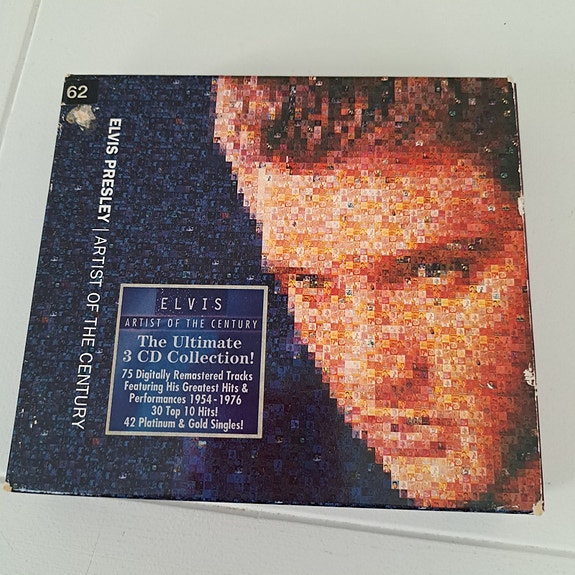 62
ELVIS PRESLEY | ARTIST OF THE CENTURY
ELVIS
ARTIST OF THE CENTURY
The Ultimate
3 CD Collection!
75 Digitally Remastered Tracks
Featuring His Greatest Hits &
Performances 1954-1976
30 Top 10 Hits!
42 Platinum & Gold Singles!